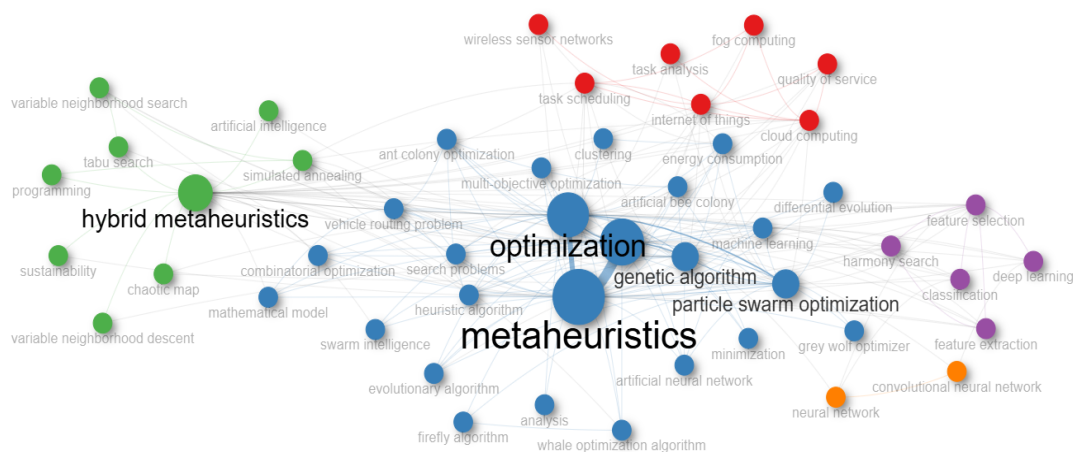 wireless sensor networks
fog computing
task analysis
quality of service
variable neighborhood search
task scheduling
internet of things
artificial intelligence
cloud computing
ant colony optimization
clustering
energy consumption
tabu search
simulated annealing
multi-objective optimization
programming
artificial bee colony
differential evolution
hybrid metaheuristics
vehicle routing problem
feature selection
optimization
machine learning
harmony search
sustainability
combinatorial optimization
search problems
genetic algorithm
deep learning
chaotic map
particle swarm optimization
classification
mathematical model
heuristic algorithm
metaheuristics
variable neighborhood descent
swarm intelligence
minimization
grey wolf optimizer
feature extraction
evolutionary algorithm
artificial neural network
convolutional neural network
analysis
neural network
firefly algorithm
whale optimization algorithm